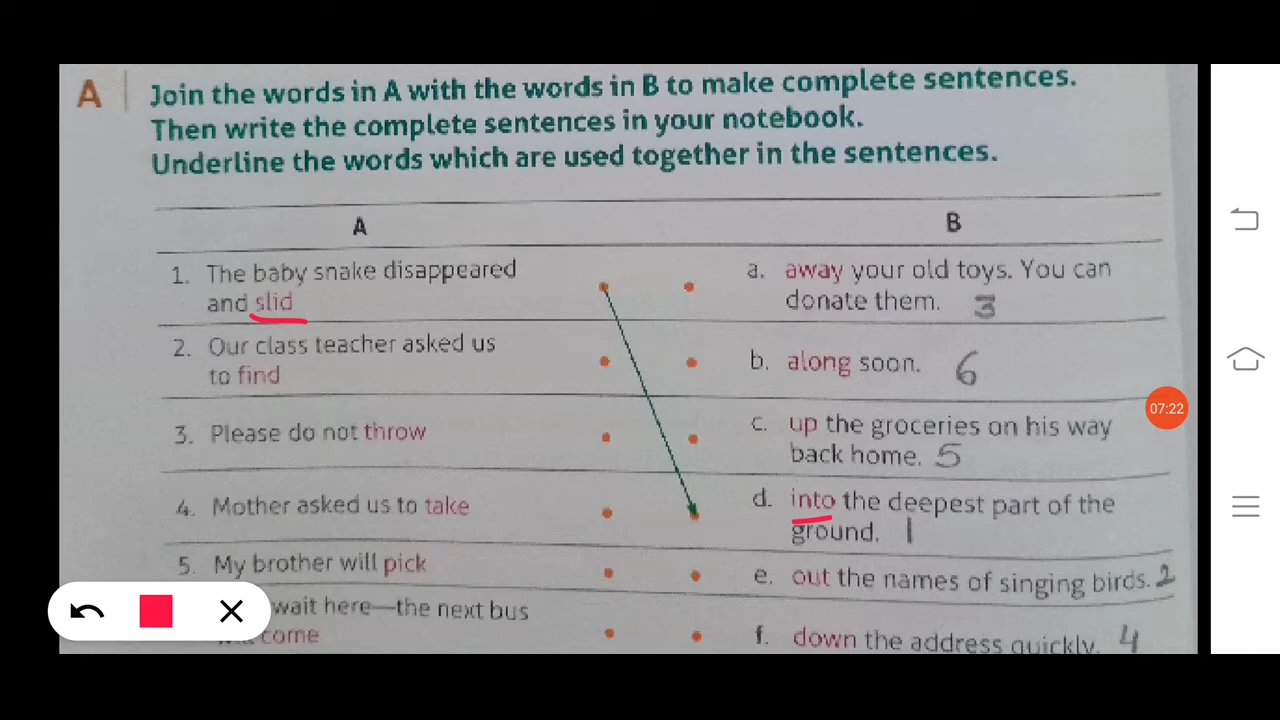 A
Join the words in A with the words in B to make complete sentences.
Then write the complete sentences in your notebook.
Underline the words which are used together in the sentences.
A
B
1. The baby snake disappeared
and slid
a. away your old toys. You can
donate them. 3
2. Our class teacher asked us
to find
b. along soon. 6
3. Please do not throw
c. up the groceries on his way
back home. 5
4. Mother asked us to take
d. into the deepest part of the
ground. 1
5. My brother will pick
e. out the names of singing birds. 2
wait here—the next bus
come
f. down the address quickly. 4
07:22